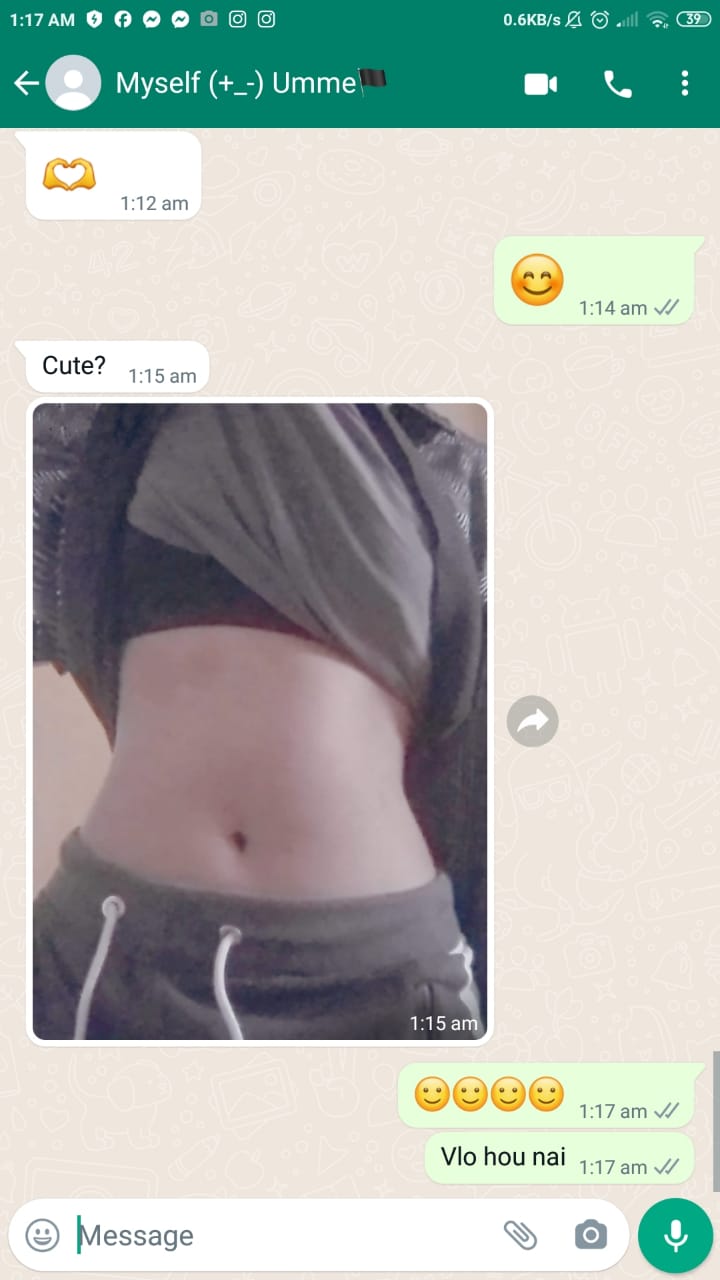 1:17 AM
0.6KB/s
39
Myself (+_-) Umme🏴
🫶
1:12 am
😊
1:14 am
Cute?
1:15 am
1:15 am
🙂🙂🙂🙂
1:17 am
Vlo hou nai
1:17 am
Message